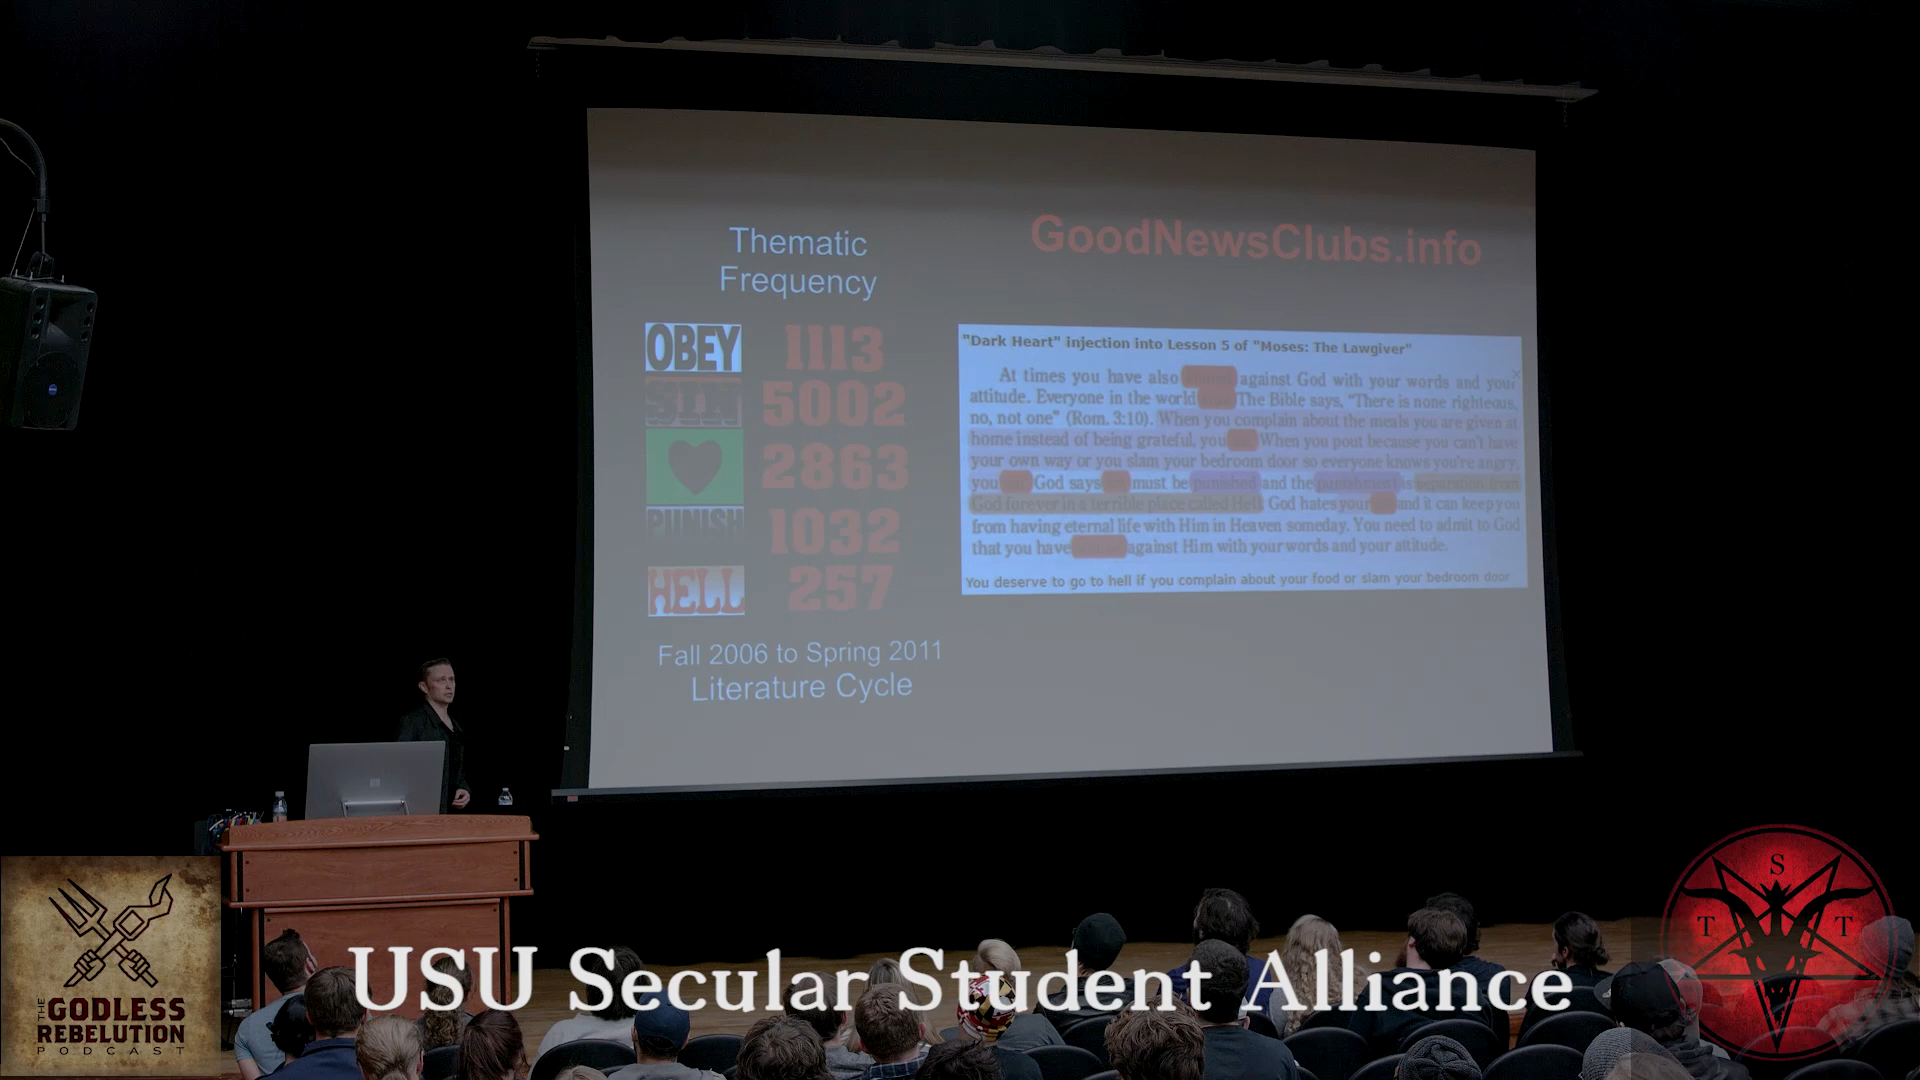 Thematic
Frequency
OBEY 1113
SIN 5002
2863
PUNISH 1032
HELL 257
Fall 2006 to Spring 2011
Literature Cycle
GoodNewsClubs.info
"Dark Heart" injection into Lesson 5 of "Moses: The Lawgiver"
At times you have also against God with your words and your
attitude. Everyone in the world The Bible says, “There is none righteous,
no, not one” (Rom. 3:10). When you complain about the meals you are given at
home instead of being grateful, you When you pout because you can't have
your own way or you slam your bedroom door so everyone knows you're angry,
you God says must be punished and the punishment is separation from
God forever in a terrible place called Hell. God hates your and it can keep you
from having eternal life with Him in Heaven someday. You need to admit to God
that you have against Him with your words and your attitude.
You deserve to go to hell if you complain about your food or slam your bedroom door
THE
GODLESS
REBELUTION
PODCAST
USU Secular Student Alliance
S
T T